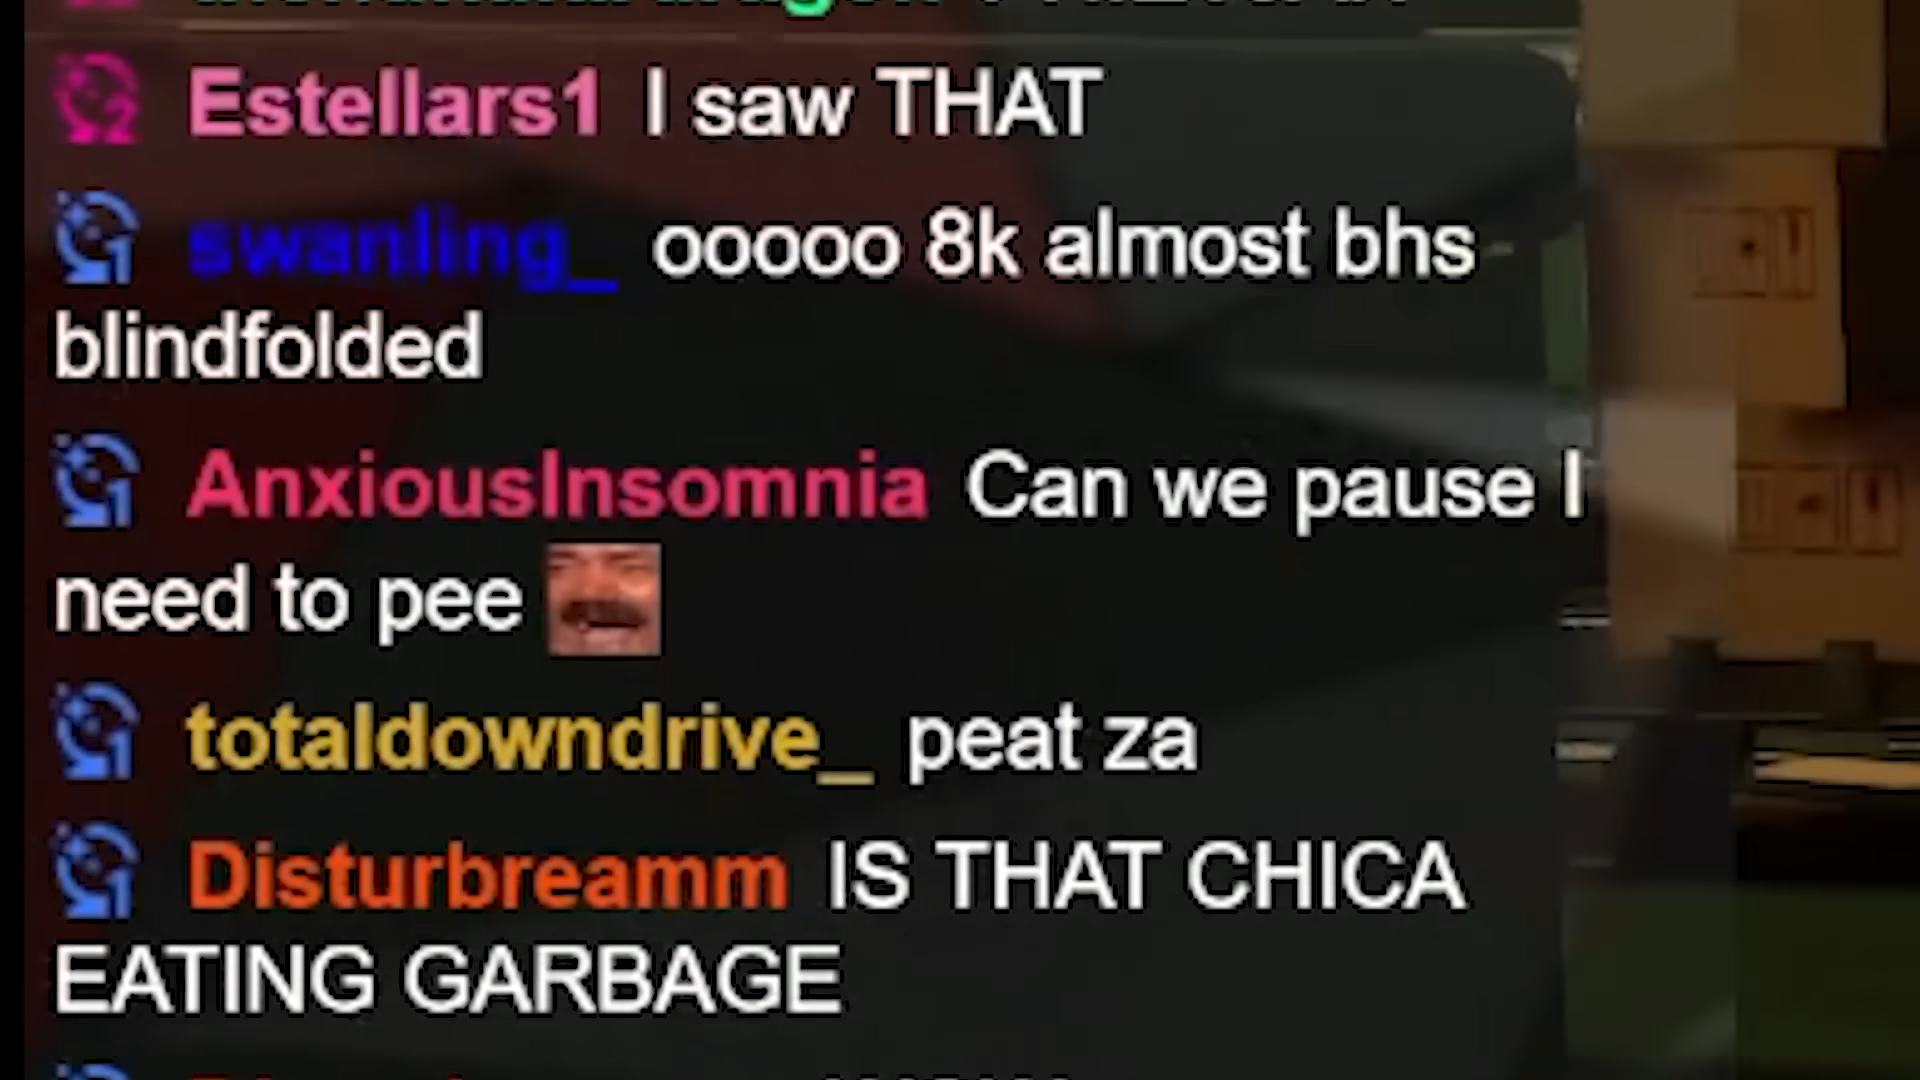 Estellars1 I saw THAT
swanling_ ooooo 8k almost bhs
blindfolded
AnxiousInsomnia Can we pause I
need to pee
totaldowndrive_ peat za
Disturbreamm IS THAT CHICA
EATING GARBAGE